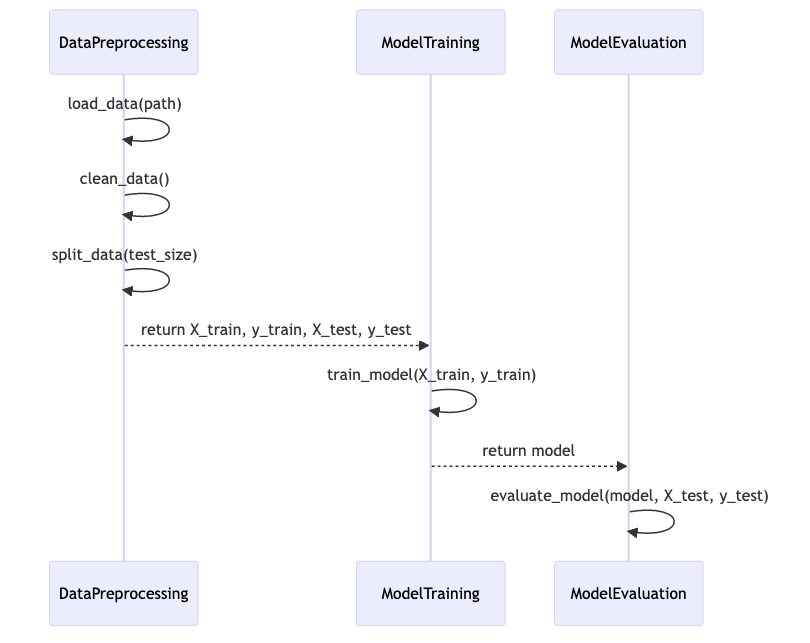 DataPreprocessing
ModelTraining
ModelEvaluation
load_data(path)
clean_data()
split_data(test_size)
return X_train, y_train, X_test, y_test
train_model(X_train, y_train)
return model
evaluate_model(model, X_test, y_test)
DataPreprocessing
ModelTraining
ModelEvaluation